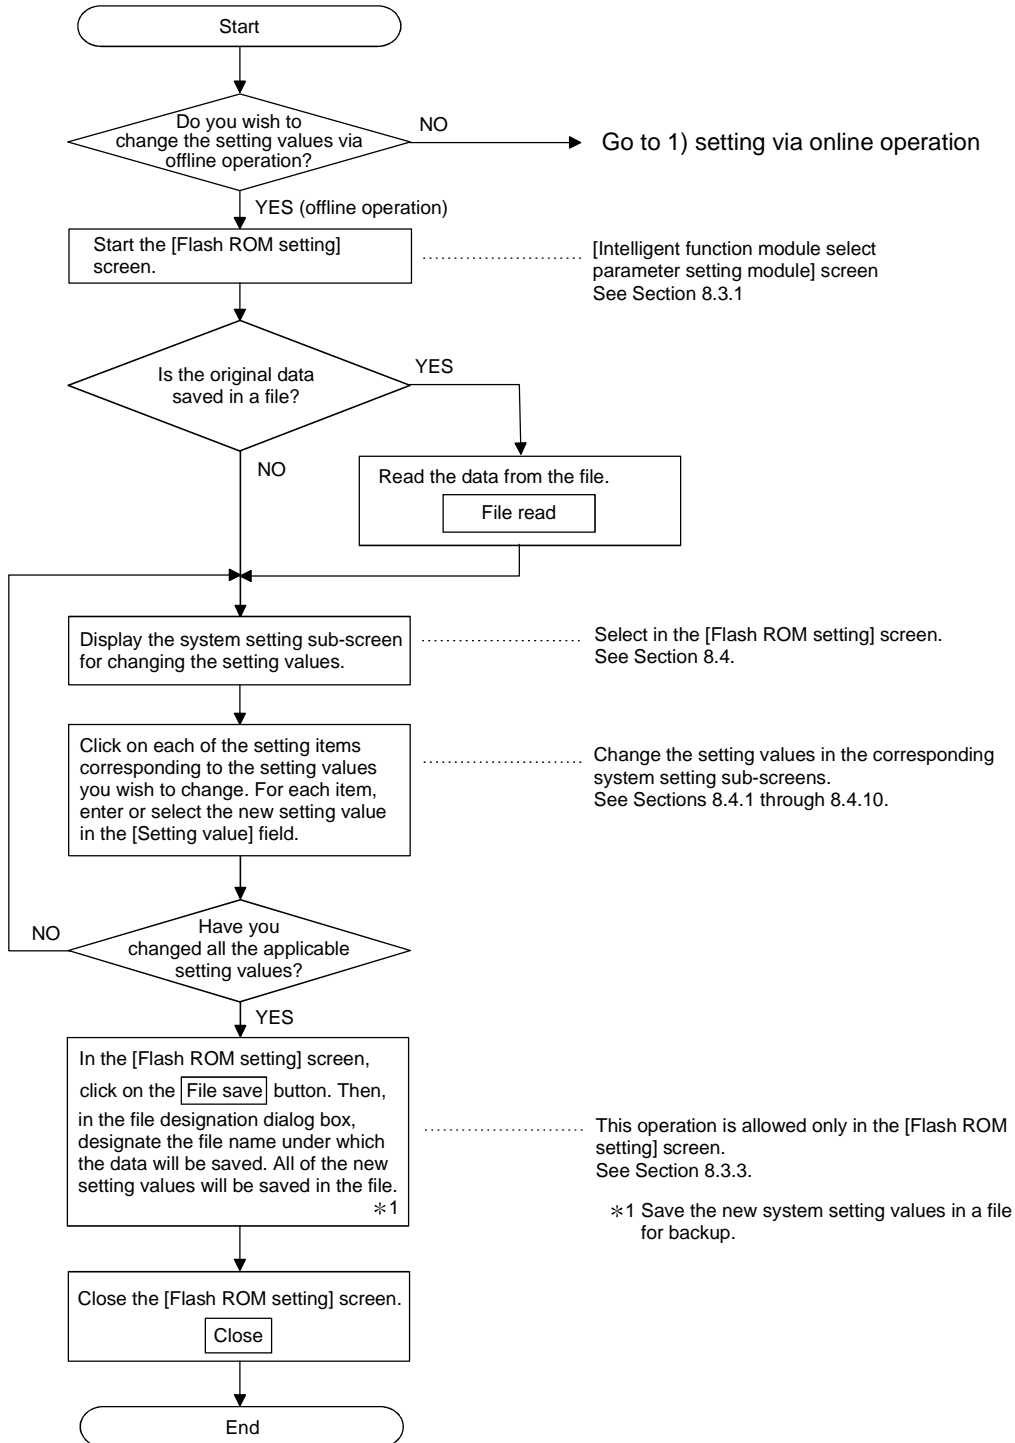 Start
Do you wish to
change the setting values via
offline operation?
NO
Go to 1) setting via online operation
YES (offline operation)
Start the [Flash ROM setting]
screen.
[Intelligent function module select
parameter setting module] screen
See Section 8.3.1
Is the original data
saved in a file?
YES
NO
Read the data from the file.
File read
Display the system setting sub-screen
for changing the setting values.
Select in the [Flash ROM setting] screen.
See Section 8.4.
Click on each of the setting items
corresponding to the setting values
you wish to change. For each item,
enter or select the new setting value
in the [Setting value] field.
Change the setting values in the corresponding
system setting sub-screens.
See Sections 8.4.1 through 8.4.10.
NO
Have you
changed all the applicable
setting values?
YES
In the [Flash ROM setting] screen,
click on the File save button. Then,
in the file designation dialog box,
designate the file name under which
the data will be saved. All of the new
setting values will be saved in the file.
＊1
This operation is allowed only in the [Flash ROM
setting] screen.
See Section 8.3.3.
＊1 Save the new system setting values in a file
for backup.
Close the [Flash ROM setting] screen.
Close
End